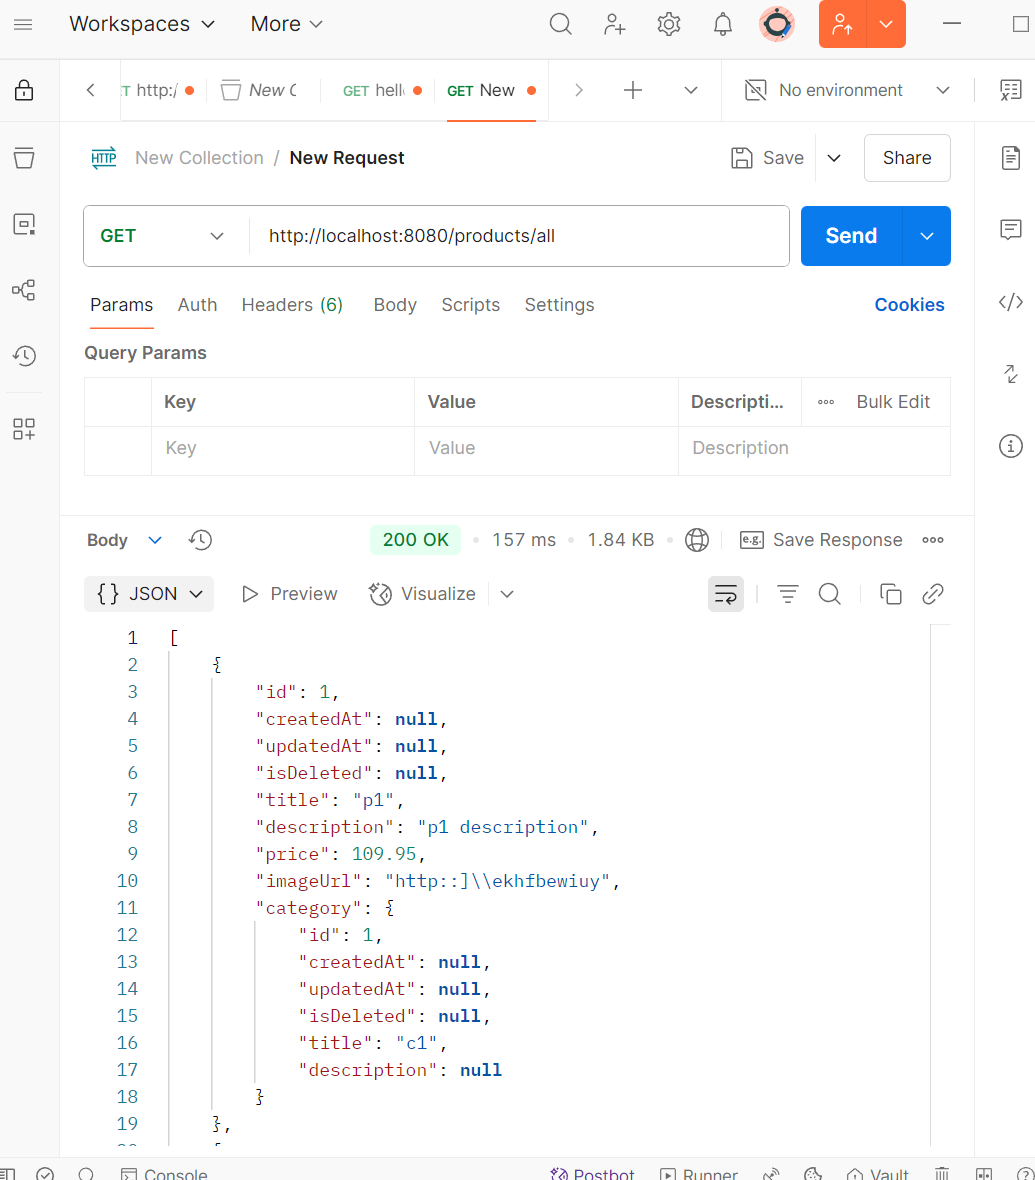 Workspaces More
T http:/ New C GET hell GET New No environment
HTTP New Collection / New Request Save Share
GET http://localhost:8080/products/all Send
Params Auth Headers (6) Body Scripts Settings Cookies
Query Params
Key Value Descripti... Bulk Edit
Key Value Description
Body 200 OK 157 ms 1.84 KB e.g. Save Response
{} JSON Preview Visualize
1 [
2 {
3 "id": 1,
4 "createdAt": null,
5 "updatedAt": null,
6 "isDeleted": null,
7 "title": "p1",
8 "description": "p1 description",
9 "price": 109.95,
10 "imageUrl": "http::]\\ekhfbewiuy",
11 "category": {
12 "id": 1,
13 "createdAt": null,
14 "updatedAt": null,
15 "isDeleted": null,
16 "title": "c1",
17 "description": null
18 }
19 },
Console Postbot Runner Vault